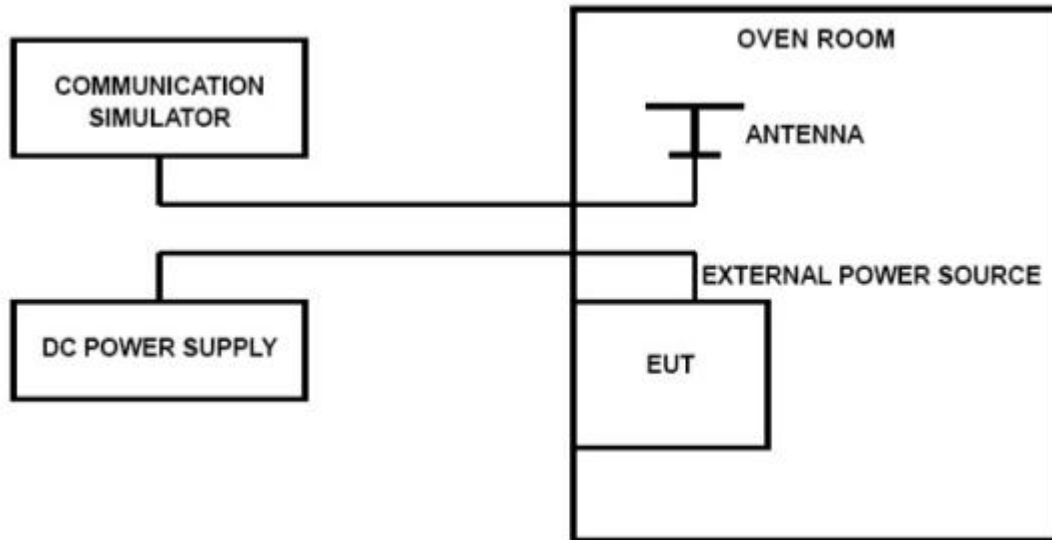 COMMUNICATION
SIMULATOR
OVEN ROOM
ANTENNA
EXTERNAL POWER SOURCE
DC POWER SUPPLY
EUT